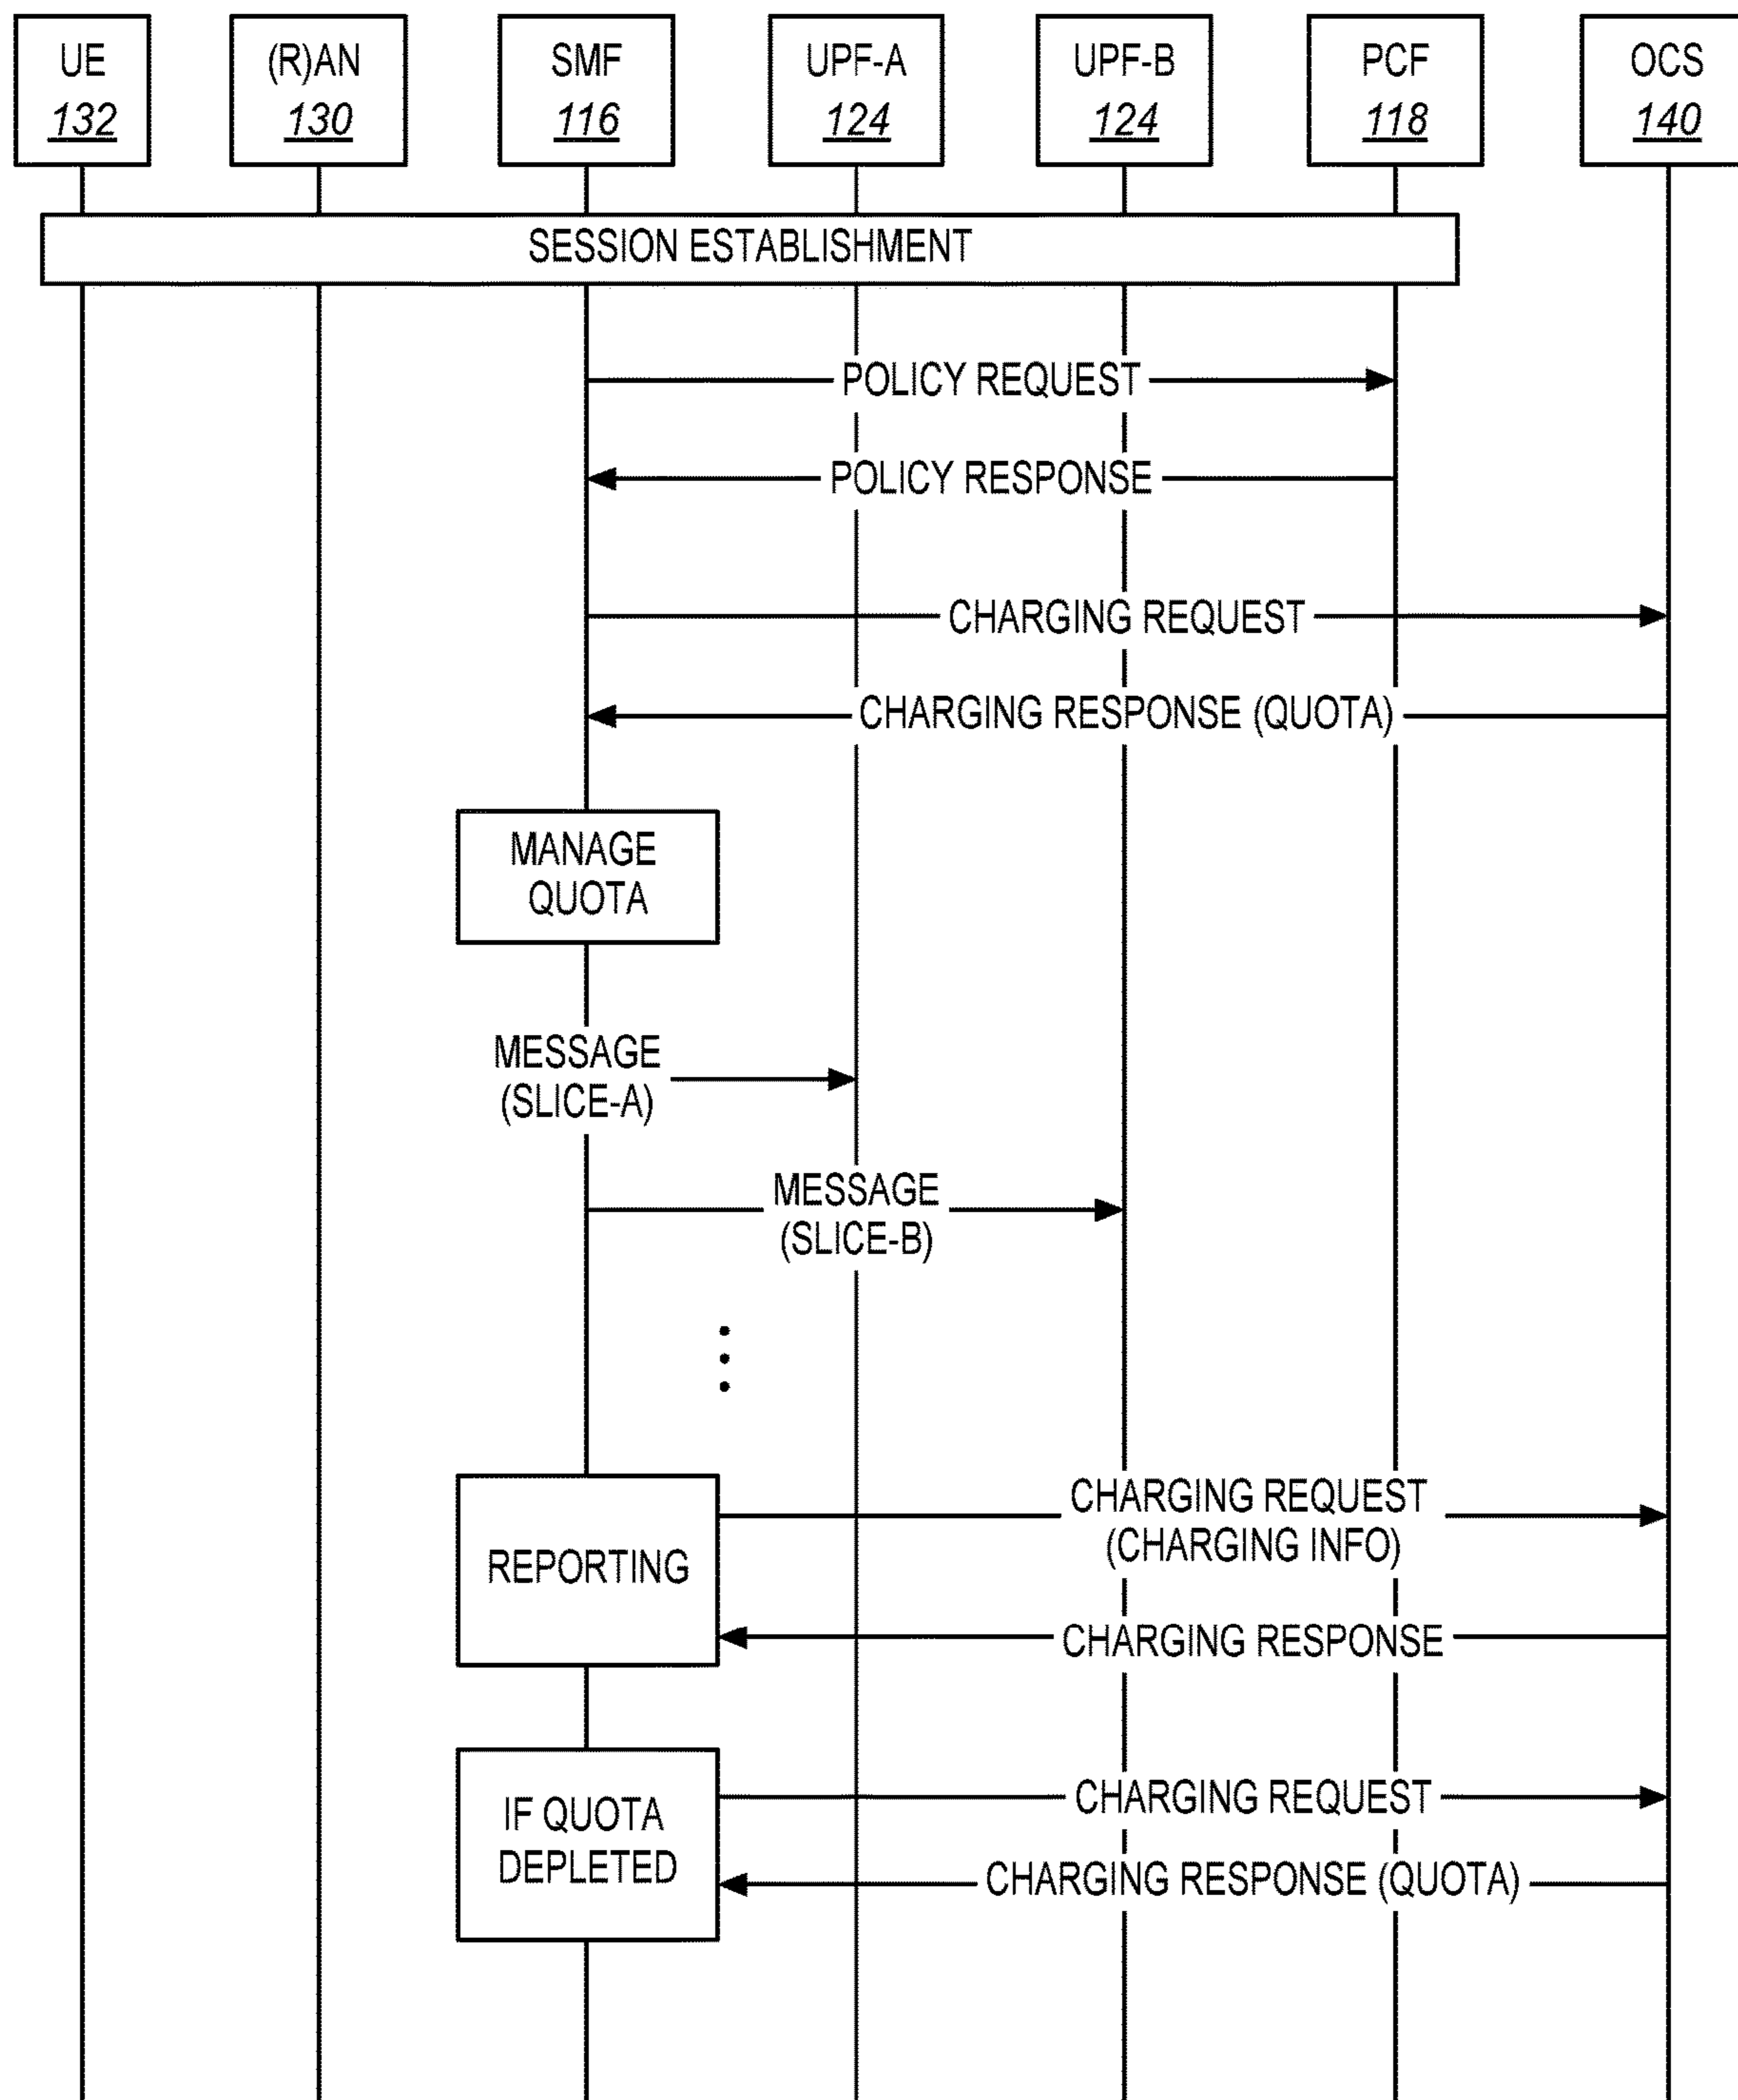 UE
132
(R)AN
130
SMF
116
UPF-A
124
UPF-B
124
PCF
118
OCS
140
SESSION ESTABLISHMENT
POLICY REQUEST
POLICY RESPONSE
CHARGING REQUEST
CHARGING RESPONSE (QUOTA)
MANAGE
QUOTA
MESSAGE
(SLICE-A)
MESSAGE
(SLICE-B)
REPORTING
CHARGING REQUEST
(CHARGING INFO)
CHARGING RESPONSE
IF QUOTA
DEPLETED
CHARGING REQUEST
CHARGING RESPONSE (QUOTA)